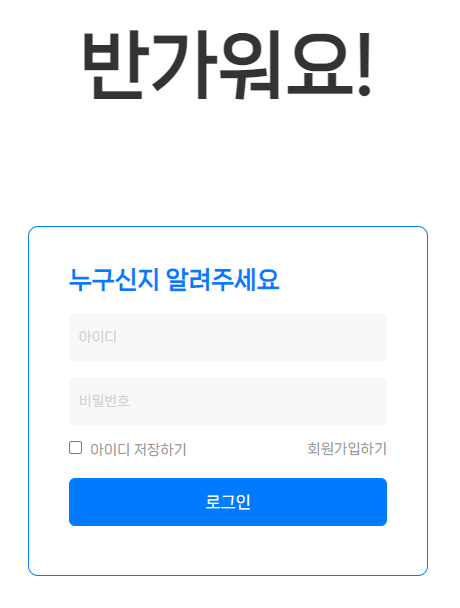 반가워요!
누구신지 알려주세요
아이디
비밀번호
아이디 저장하기 회원가입하기
로그인